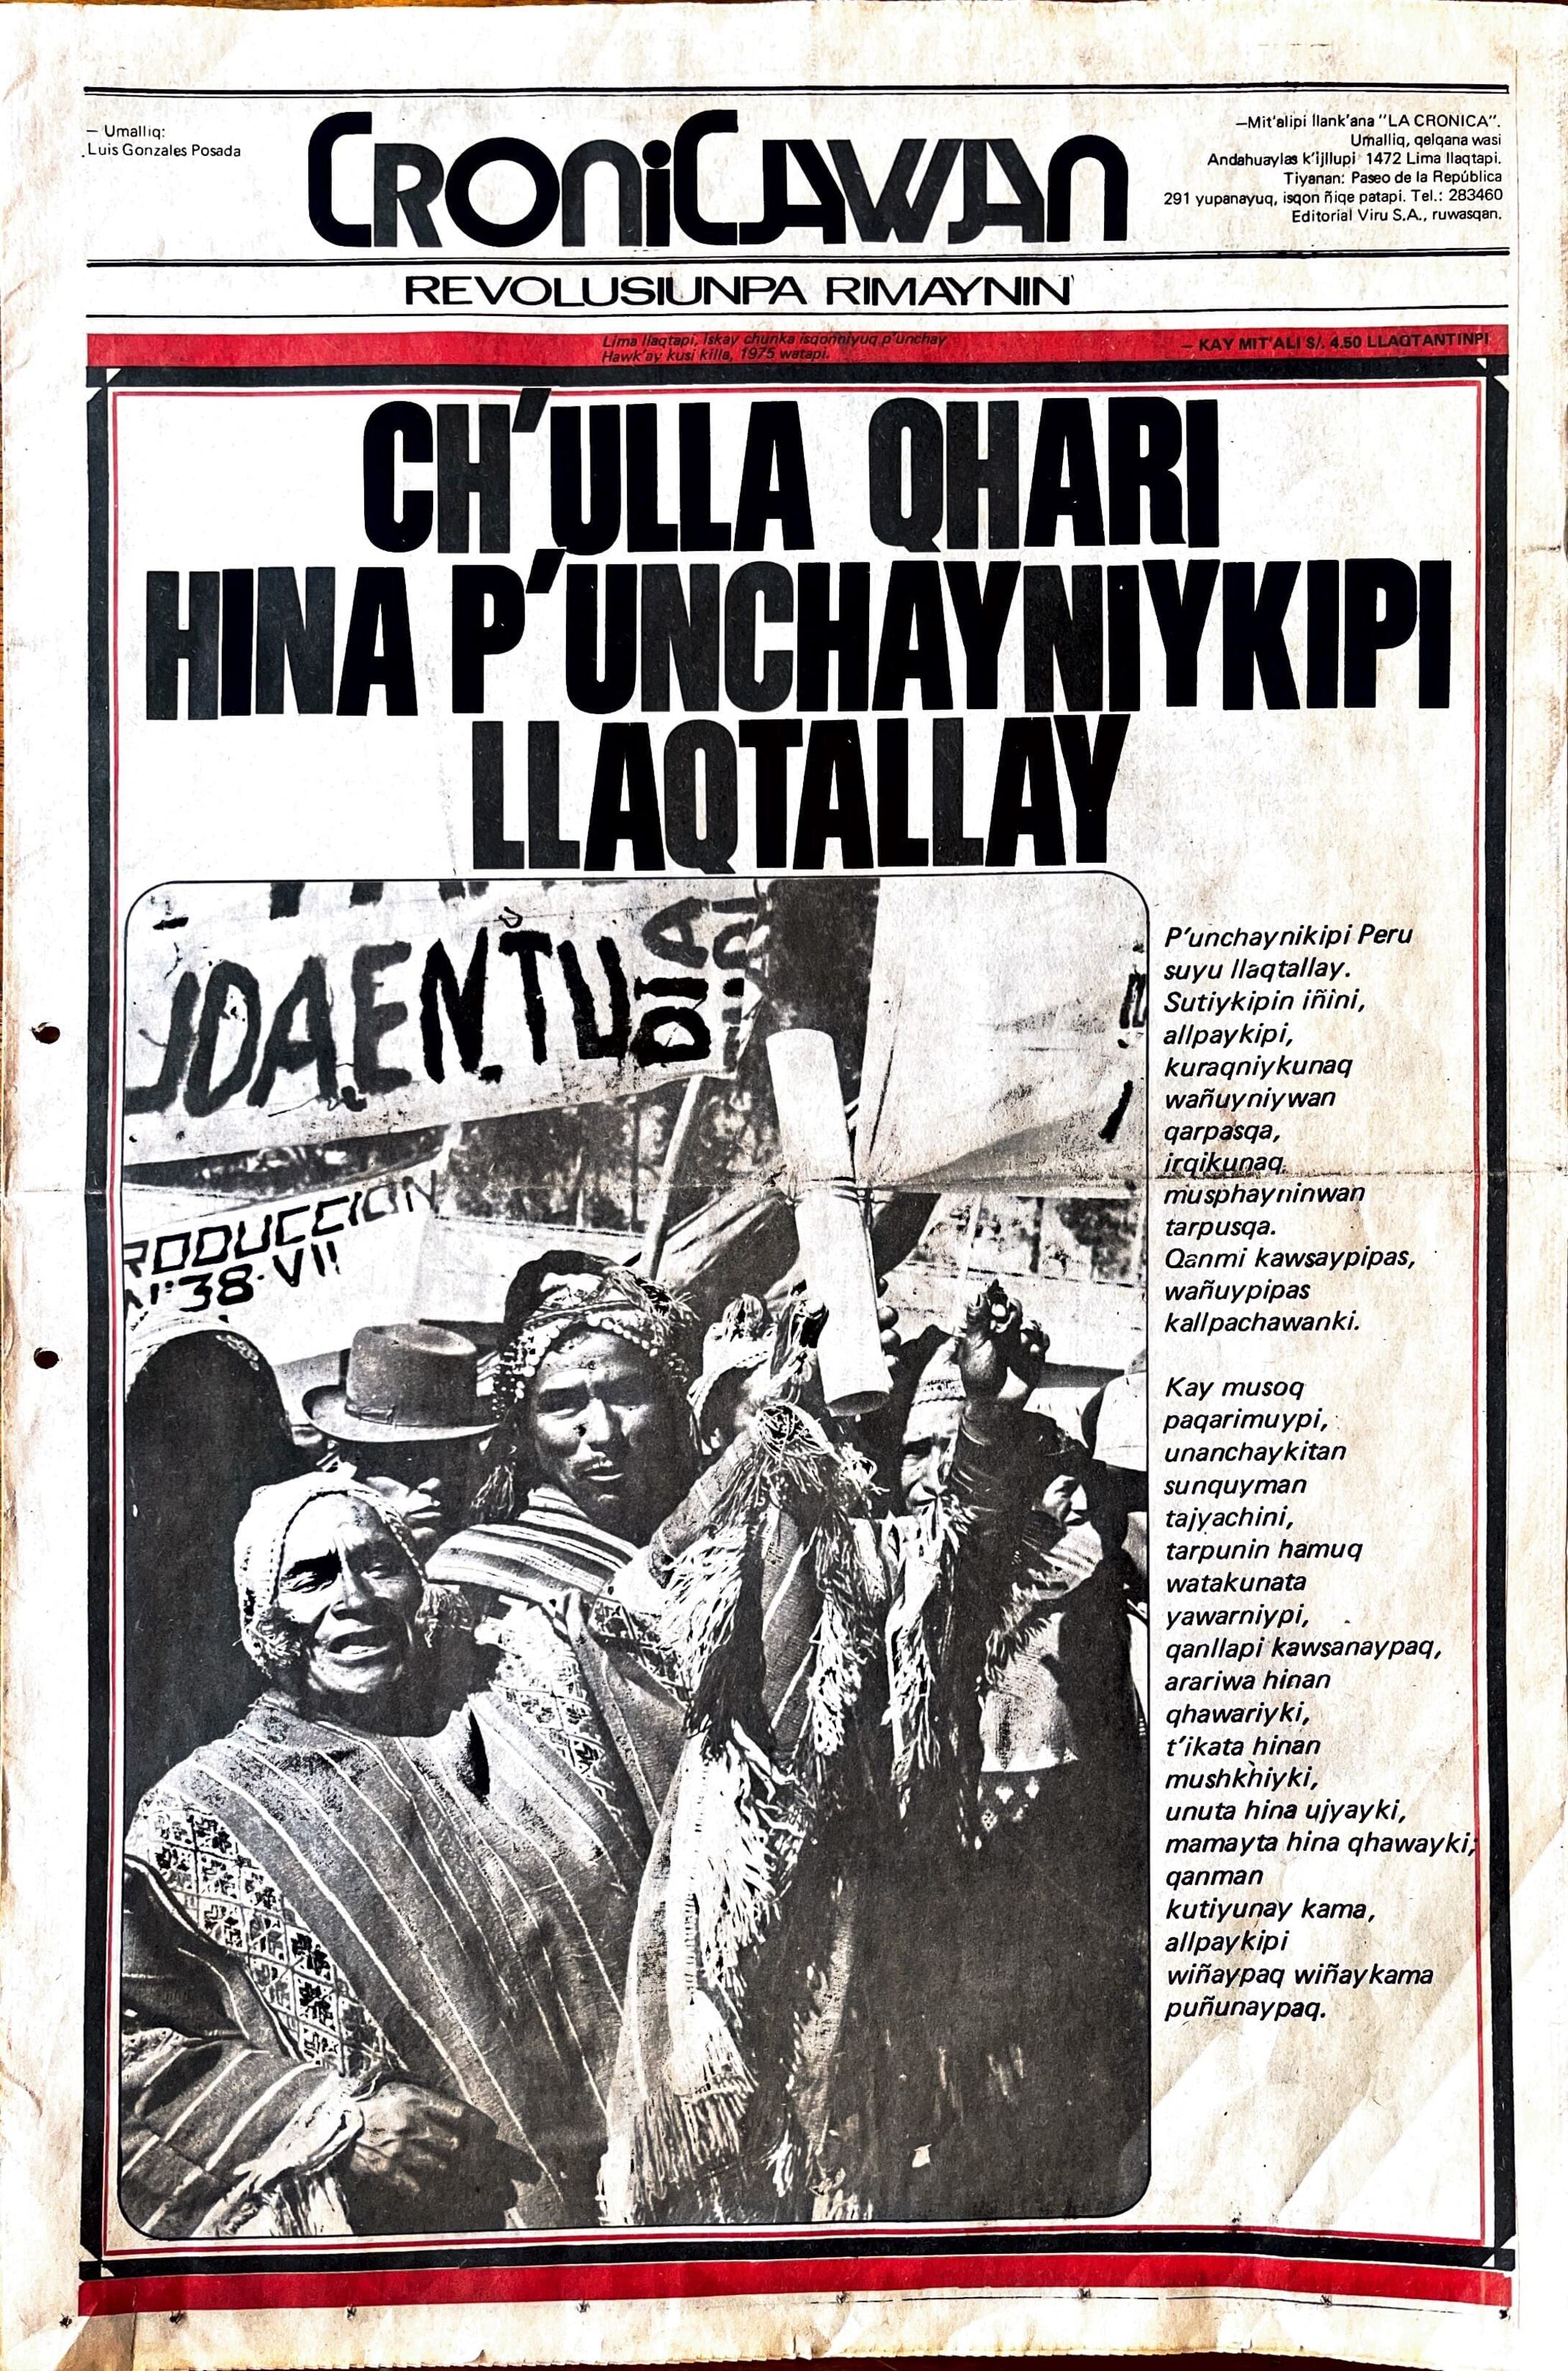 — Umalliq:
Luis Gonzales Posada
CRONICAWAN
—Mit'alipi llank'ana "LA CRONICA".
Umalliq, qelqana wasi
Andahuaylas k'ijllupi 1472 Lima llaqtapi.
Tiyanan: Paseo de la República
291 yupanayuq, isqon ñiqe patapi. Tel.: 283460
Editorial Viru S.A., ruwasqan.
REVOLUSIUNPA RIMAYNIN
Lima llaqtapi, Iskay chunka isqonniyuq p'unchay
Hawk'ay kusi killa, 1975 watapi.
— KAY MIT'ALI S/. 4.50 LLAQTANTINPI
CH'ULLA QHARI
HINA P'UNCHAYNIYKIPI
LLAQTALLAY
UDAENTU
DIA
RODUCCION
N°38·VII
P'unchaynikipi Peru
suyu llaqtallay.
Sutiykipin iñini,
allpaykipi,
kuraqniykunaq
wañuyniywan
qarpasqa,
irqikunaq
musphayninwan
tarpusqa.
Qanmi kawsaypipas,
wañuypipas
kallpachawanki.
Kay musoq
paqarimuypi,
unanchaykitan
sunquyman
tajyachini,
tarpunin hamuq
watakunata
yawarniypi,
qanllapi kawsanaypaq,
arariwa hinan
qhawariyki,
t'ikata hinan
mushkhiyki,
unuta hina ujyayki,
mamayta hina qhawayki;
qanman
kutiyunay kama,
allpaykipi
wiñaypaq wiñaykama
puñunaypaq.